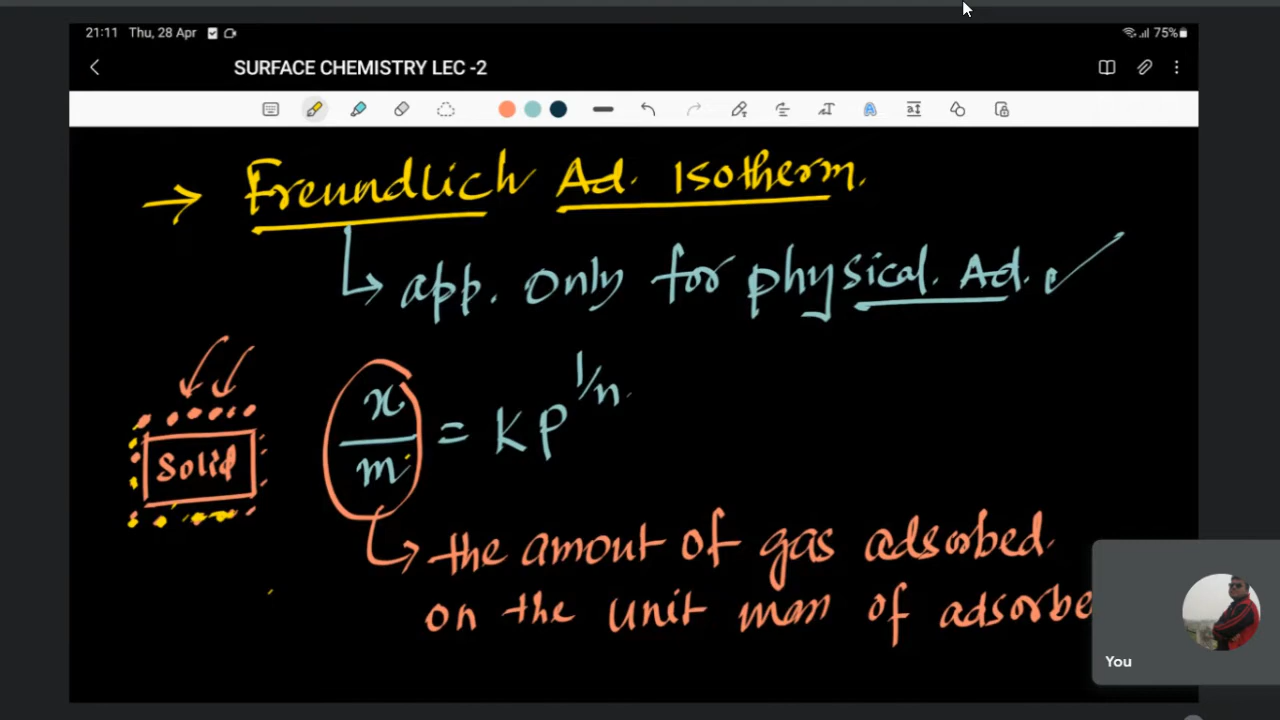 21:11 Thu, 28 Apr
75%
SURFACE CHEMISTRY LEC -2
→ Freundlich Ad. Isotherm.
↳ app. only for physical. Ad. ✓
Solid
x/m = KP^1/n.
↳ the amout of gas adsorbed.
on the unit mass of adsorbe
You